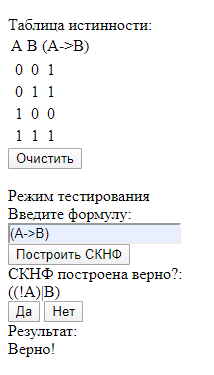 Таблица истинности:
A B (A->B)
0 0 1
0 1 1
1 0 0
1 1 1
Очистить
Режим тестирования
Введите формулу:
(A->B)
Построить СКНФ
СКНФ построена верно?:
((!A)|B)
Да Нет
Результат:
Верно!